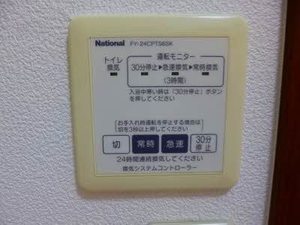 National FY-24CPTS6SK
運転モニター
トイレ換気
30分停止▶急速換気▶常時換気
(3時間)
入浴中寒い時は「30分停止」ボタン
を押してください
お手入れ時運転を停止する場合は
切を3秒以上押してください
切 常時 急速 30分停止
24時間連続換気してください
換気システムコントローラー